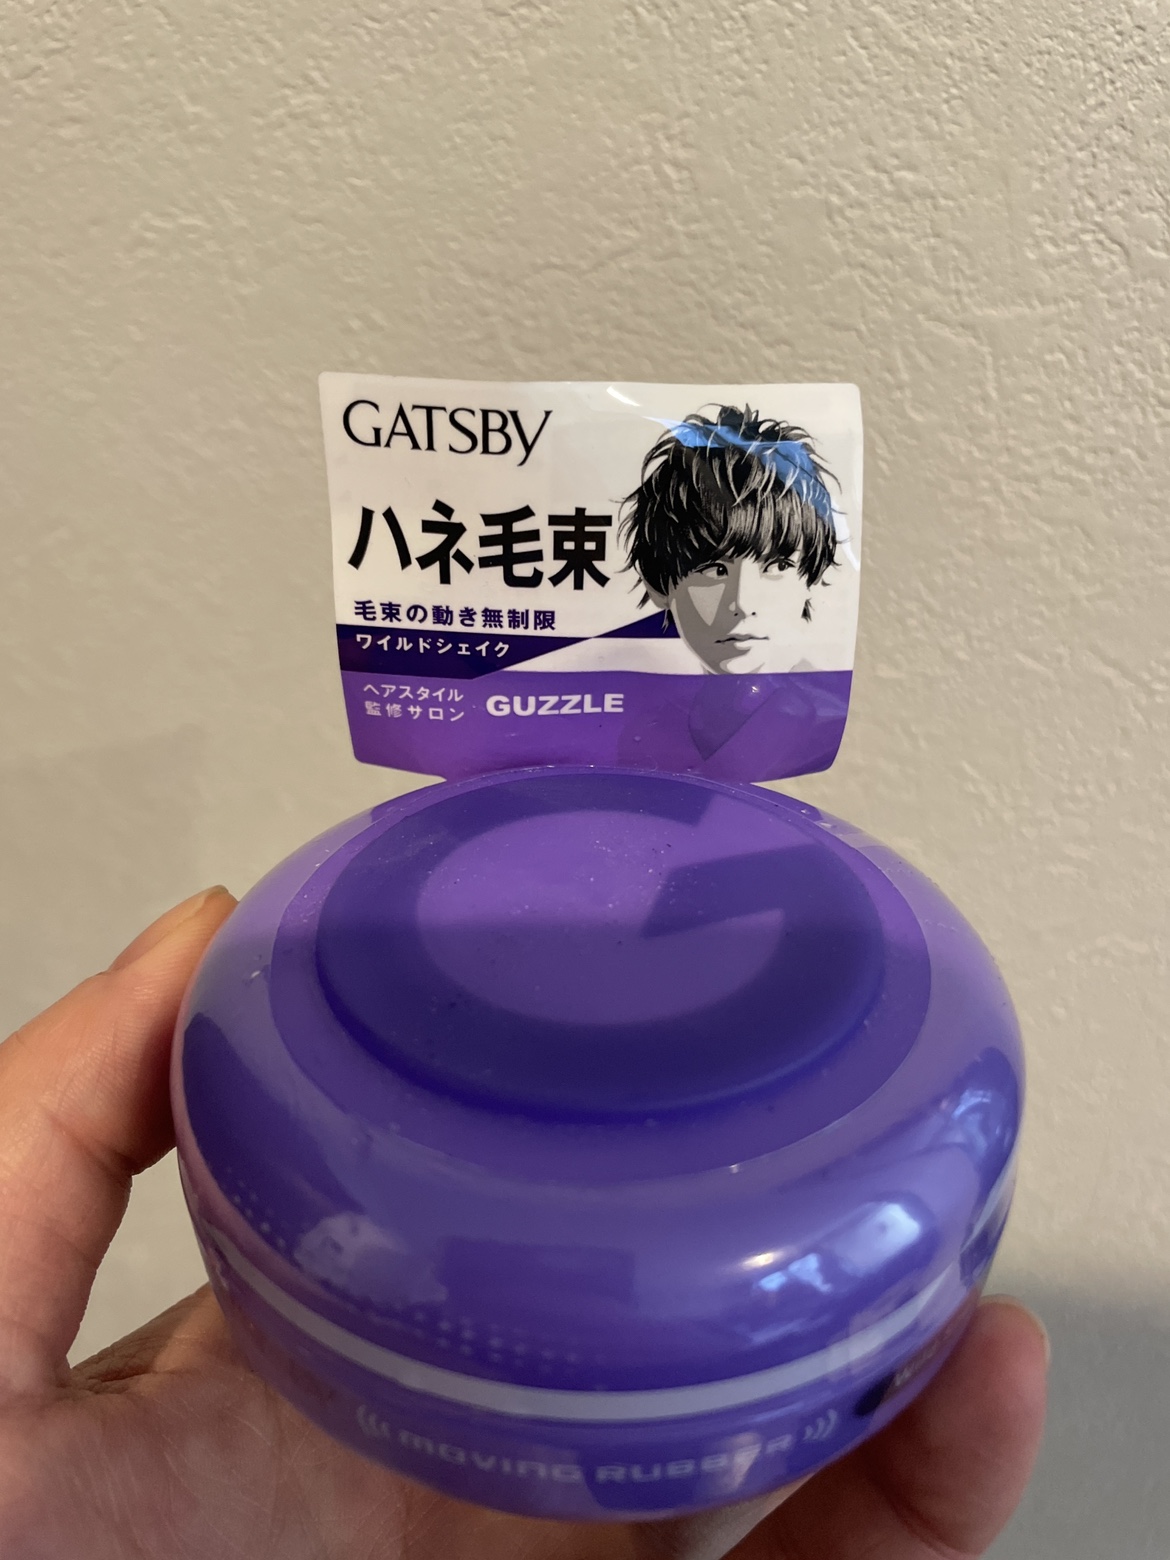 GATSBY
ハネ毛束
毛束の動き無制限
ワイルドシェイク
ヘアスタイル
監修サロン
GUZZLE
MOVING RUBBER